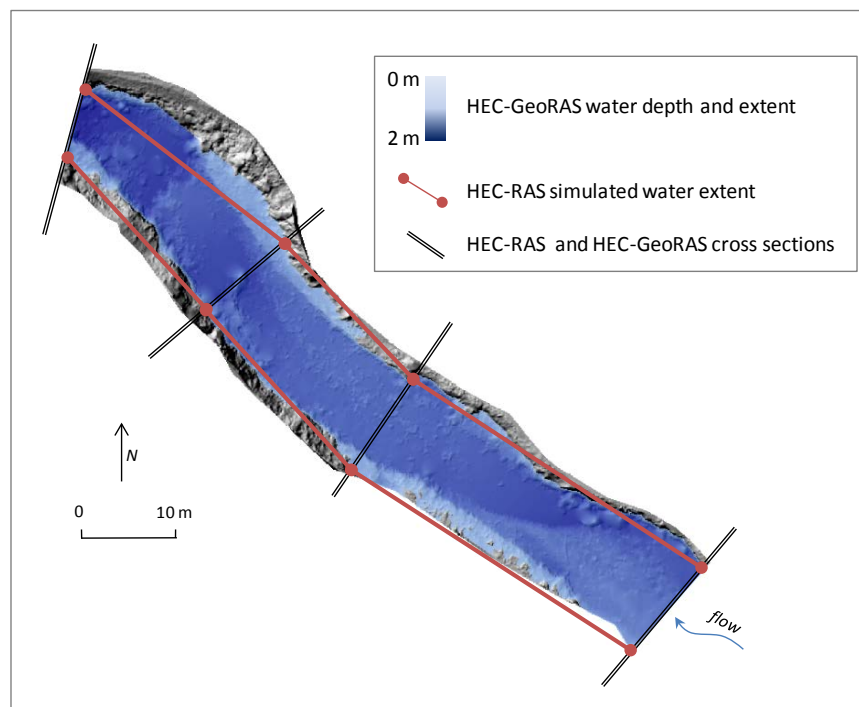 0 m
2 m
HEC-GeoRAS water depth and extent
HEC-RAS simulated water extent
HEC-RAS and HEC-GeoRAS cross sections
N
0 10 m
flow